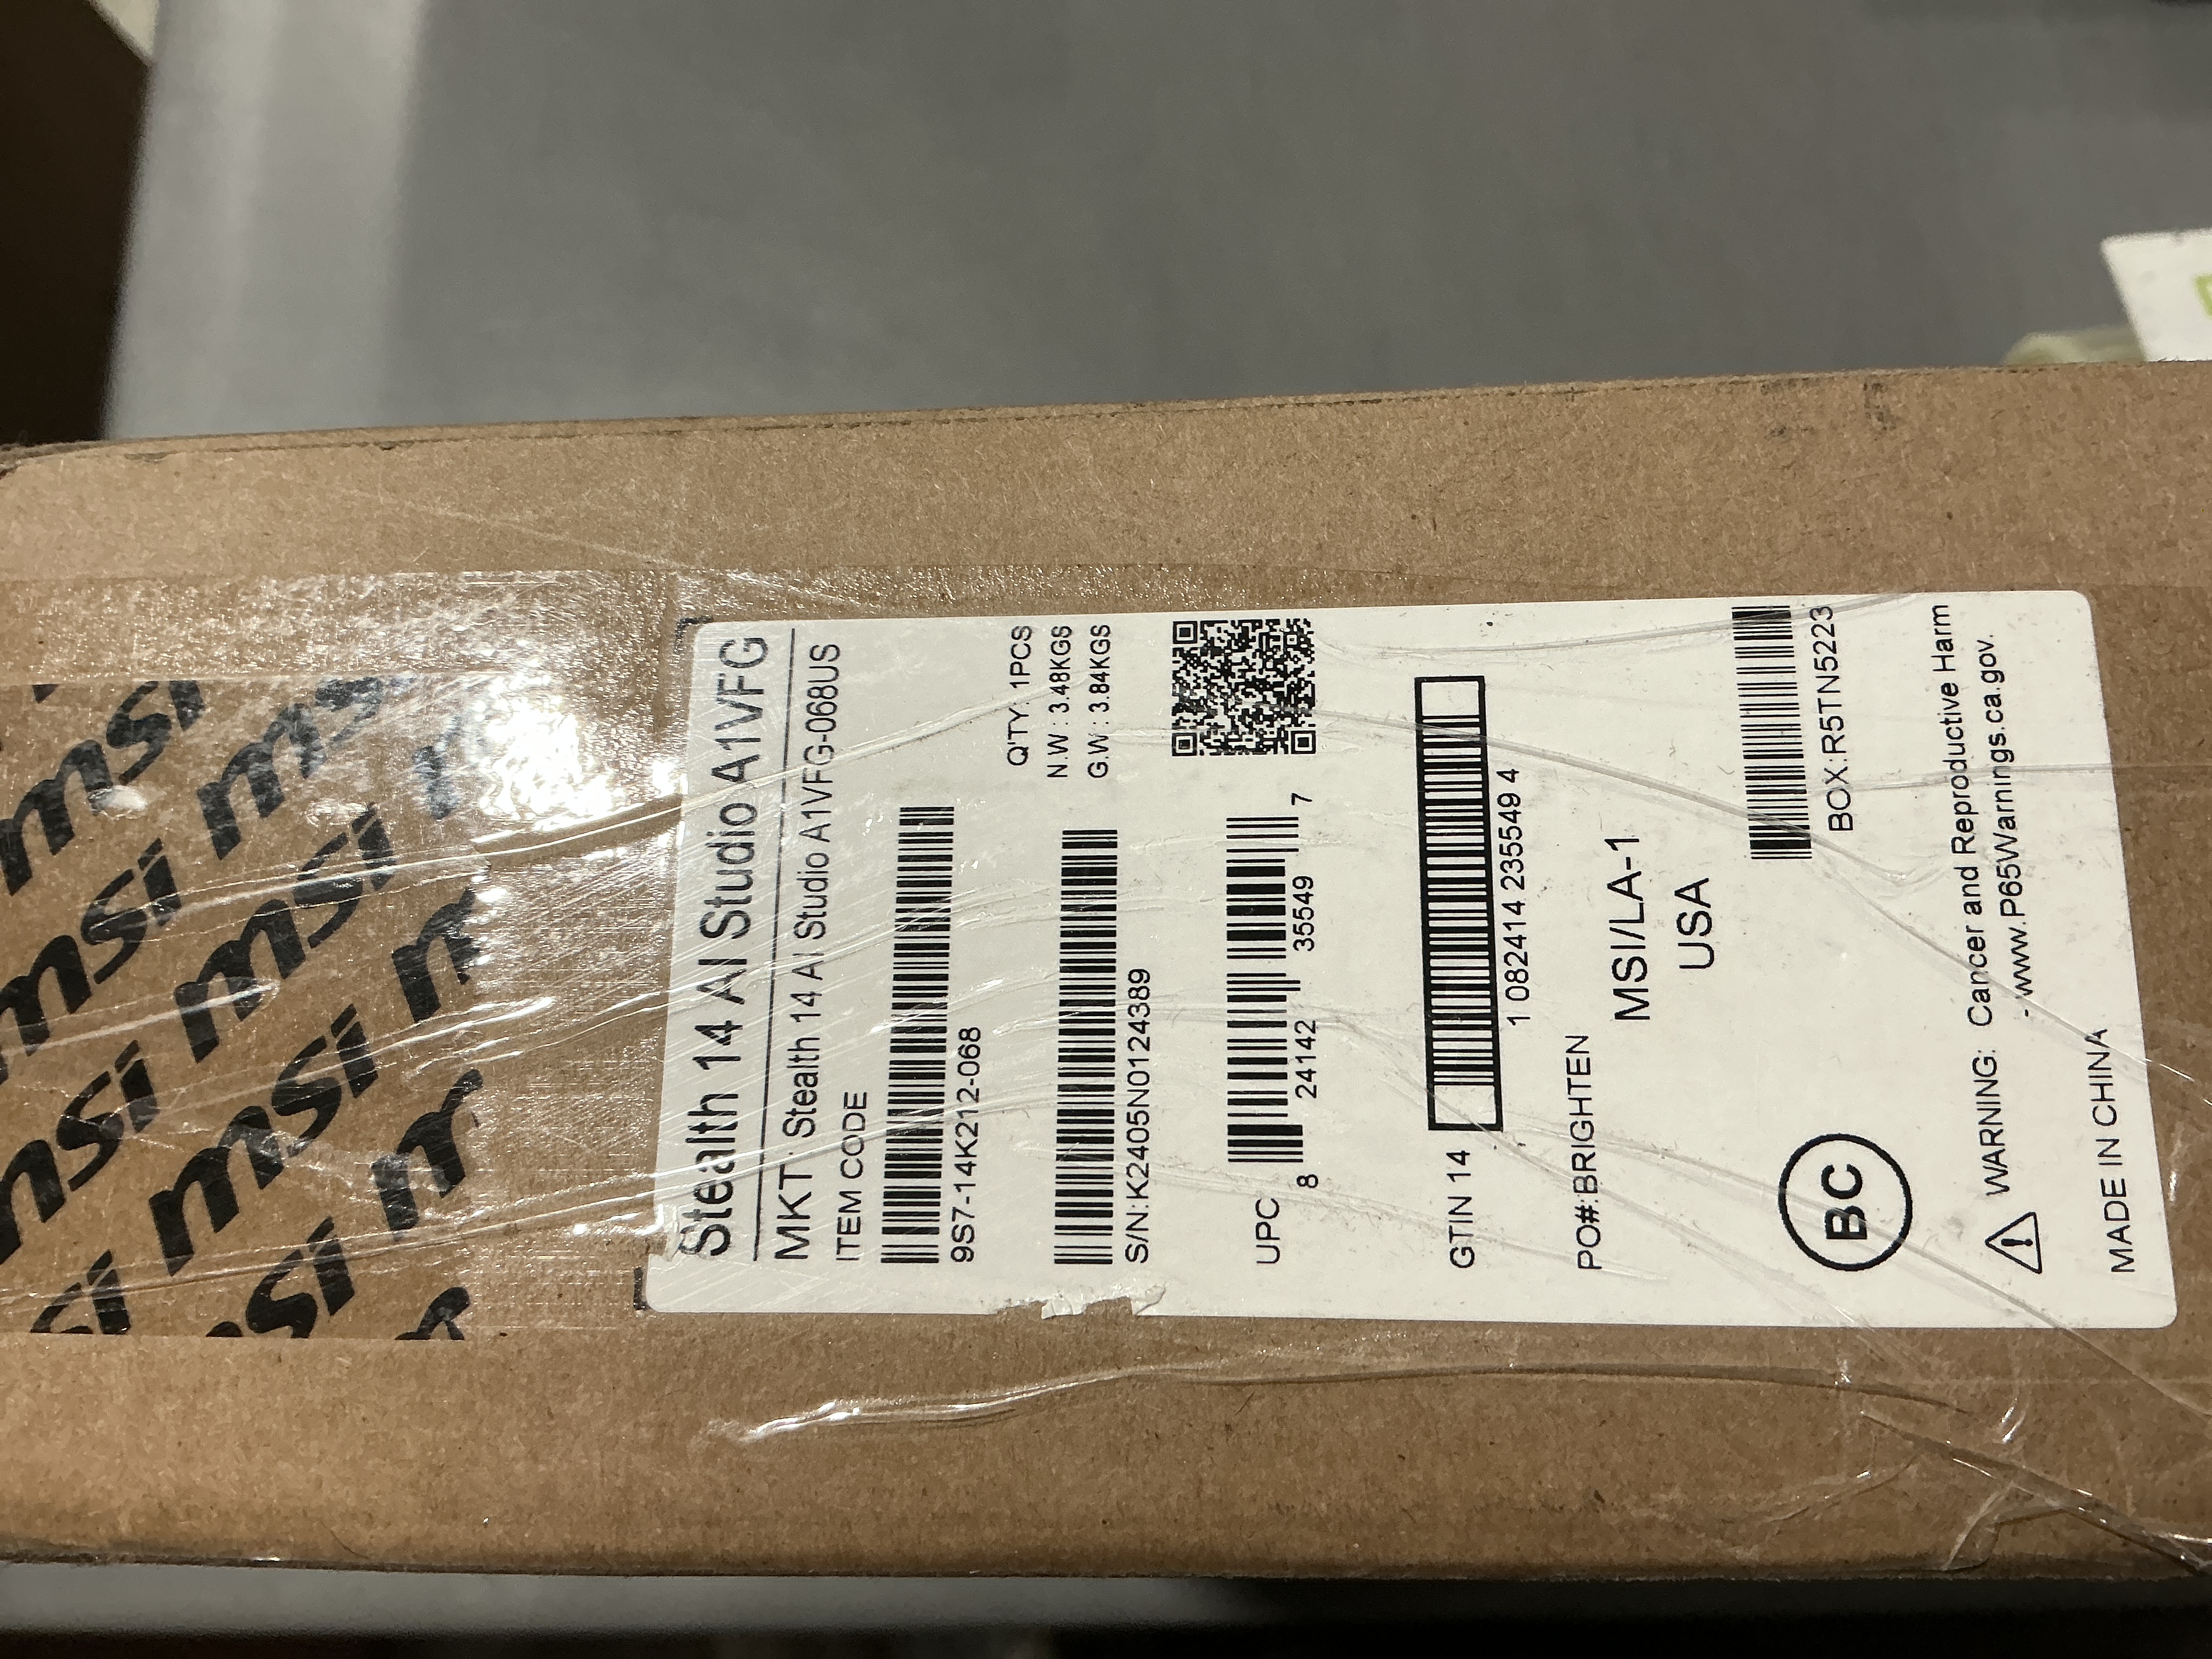 msi msi
msi msi
msi msi
msi
Stealth 14 AI Studio A1VFG
MKT: Stealth 14 AI Studio A1VFG-068US
ITEM CODE
9S7-14K212-068
Q'TY: 1PCS
N.W : 3.48KGS
G.W : 3.84KGS
S/N:K2405N0124389
UPC
8 24142 35549 7
GTIN 14
1 082414 235549 4
PO#:BRIGHTEN
MSI/LA-1
USA
BC
BOX:R5TN5223
WARNING: Cancer and Reproductive Harm
- www.P65Warnings.ca.gov.
MADE IN CHINA